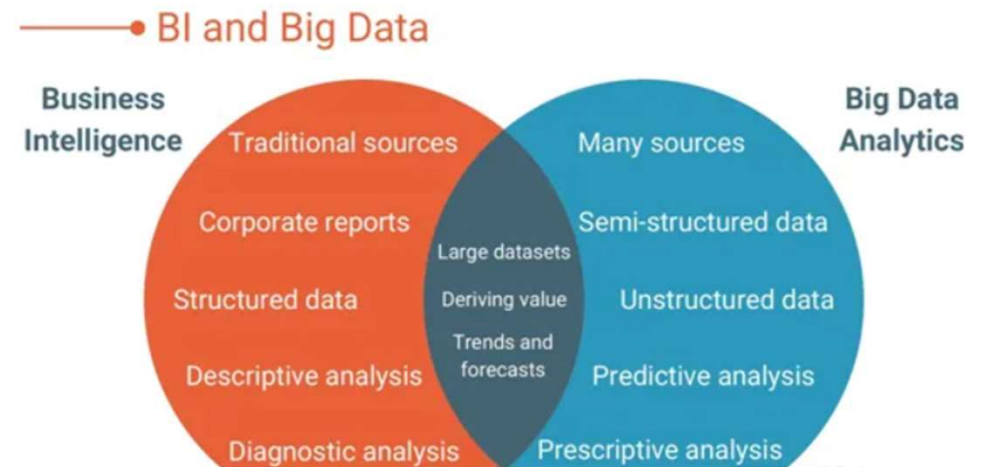 BI and Big Data
Business
Intelligence
Traditional sources
Corporate reports
Structured data
Descriptive analysis
Diagnostic analysis
Large datasets
Deriving value
Trends and
forecasts
Big Data
Analytics
Many sources
Semi-structured data
Unstructured data
Predictive analysis
Prescriptive analysis